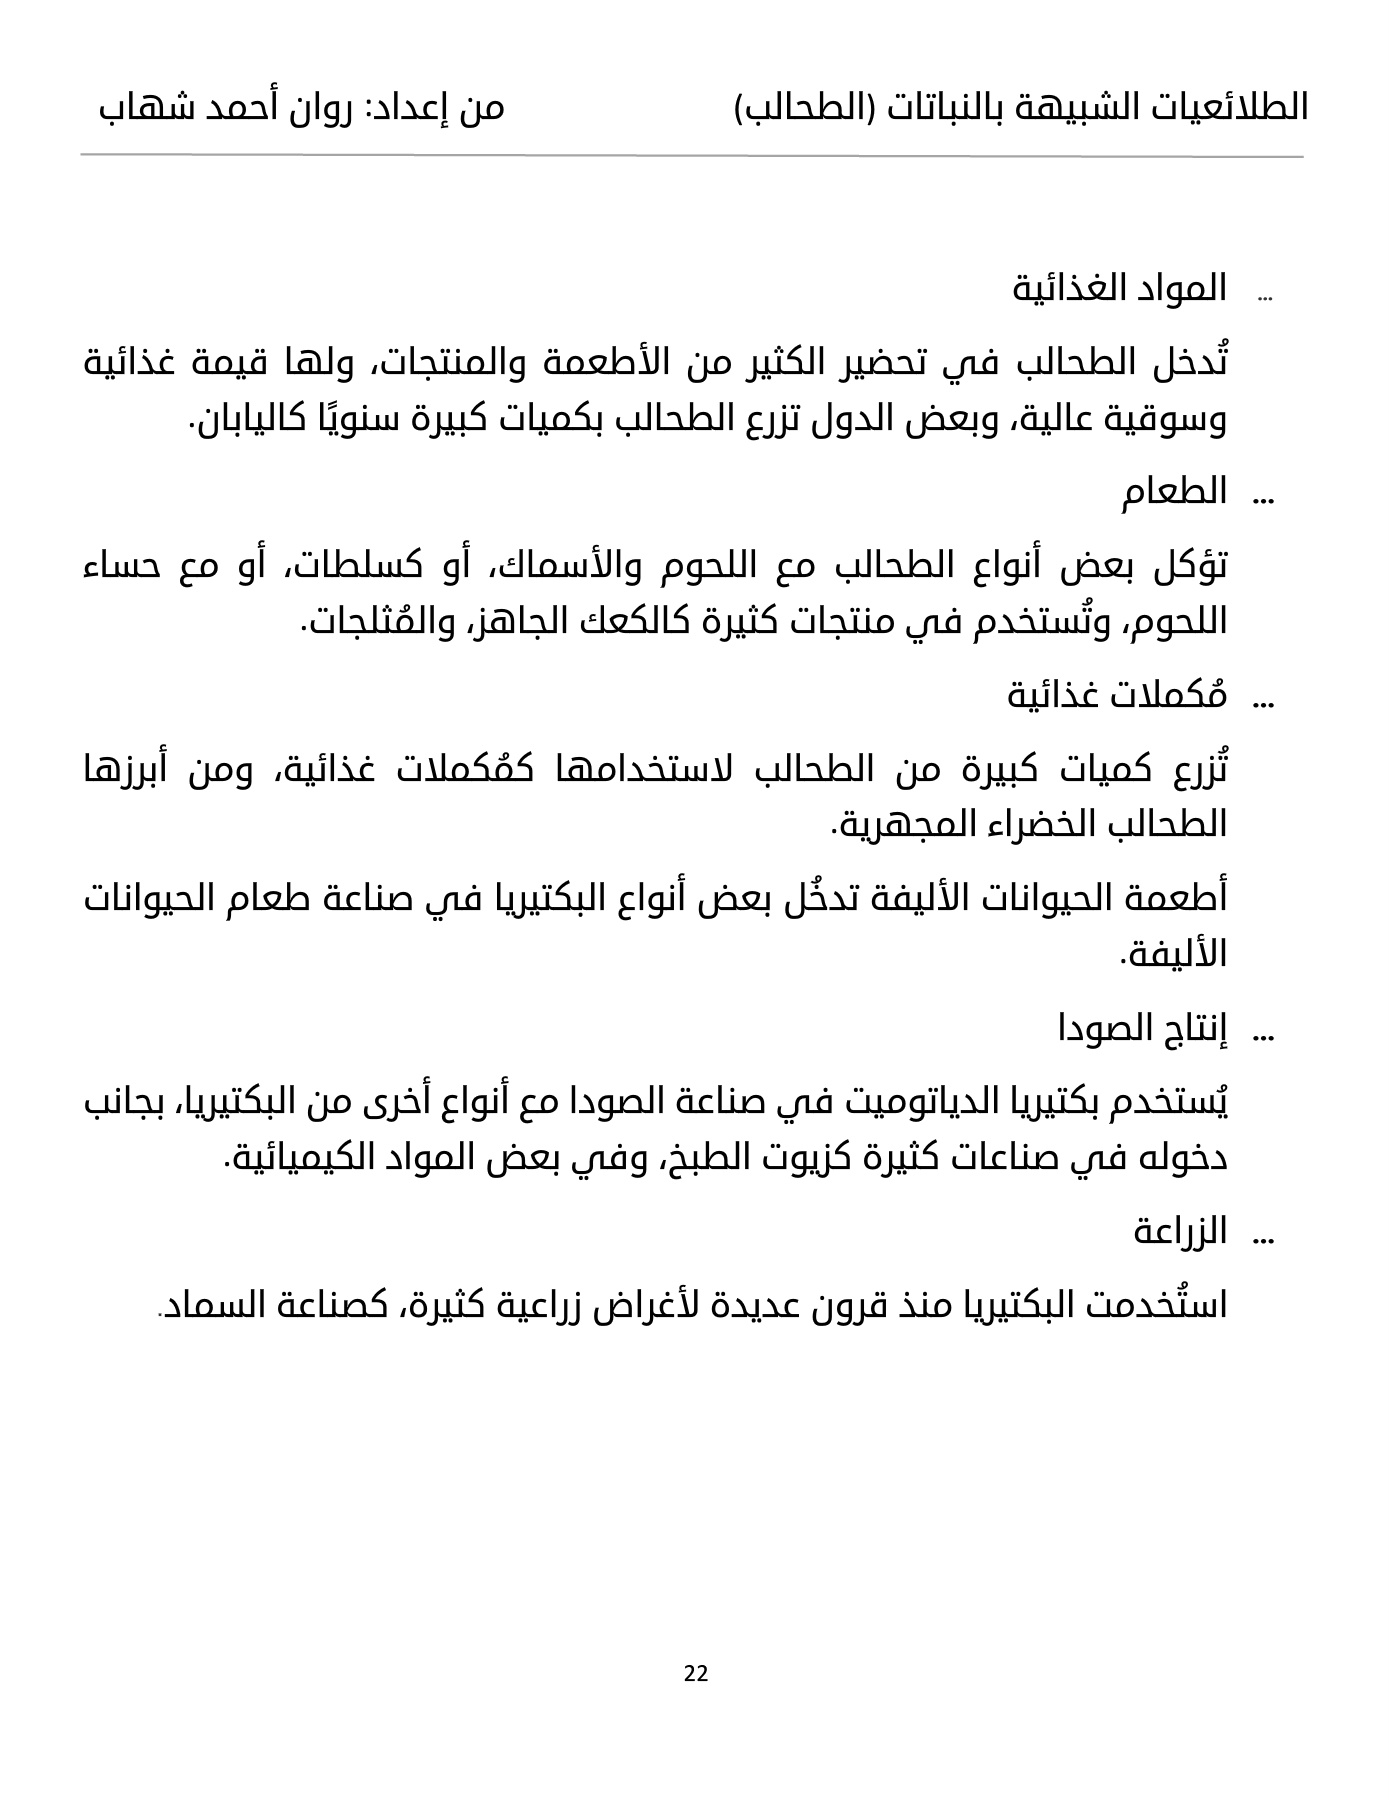 الطلائعيات الشبيهة بالنباتات (الطحالب) من إعداد: روان أحمد شهاب
... المواد الغذائية
تُدخل الطحالب في تحضير الكثير من الأطعمة والمنتجات، ولها قيمة غذائية
وسوقية عالية، وبعض الدول تزرع الطحالب بكميات كبيرة سنويًا كاليابان.
... الطعام
تؤكل بعض أنواع الطحالب مع اللحوم والأسماك، أو كسلطات، أو مع حساء
اللحوم، وتُستخدم في منتجات كثيرة كالكعك الجاهز، والمُثلجات.
... مُكملات غذائية
تُزرع كميات كبيرة من الطحالب لاستخدامها كمُكملات غذائية، ومن أبرزها
الطحالب الخضراء المجهرية.
أطعمة الحيوانات الأليفة تدخُل بعض أنواع البكتيريا في صناعة طعام الحيوانات
الأليفة.
... إنتاج الصودا
يُستخدم بكتيريا الدياتوميت في صناعة الصودا مع أنواع أخرى من البكتيريا، بجانب
دخوله في صناعات كثيرة كزيوت الطبخ، وفي بعض المواد الكيميائية.
... الزراعة
استُخدمت البكتيريا منذ قرون عديدة لأغراض زراعية كثيرة، كصناعة السماد.
22